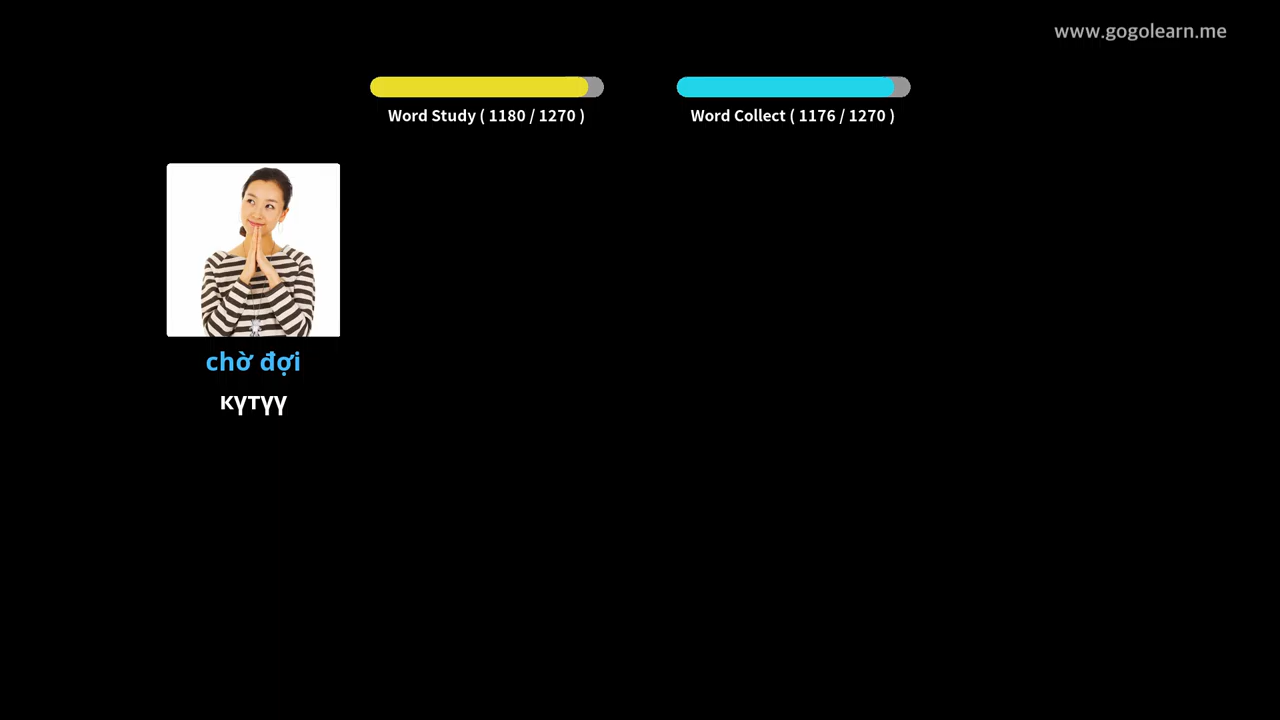 www.gogolearn.me
Word Study ( 1180 / 1270 )
Word Collect ( 1176 / 1270 )
chờ đợi
күтүү